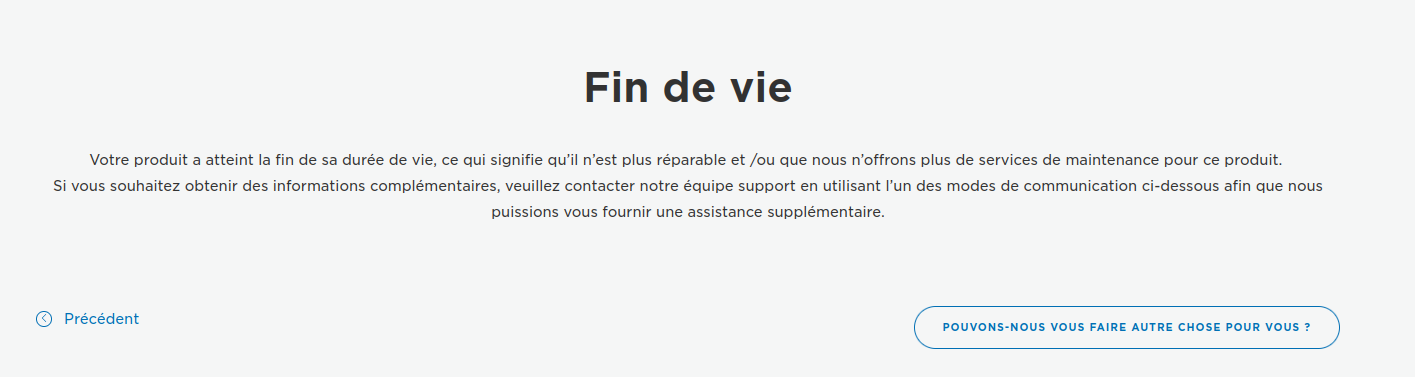 Fin de vie
Votre produit a atteint la fin de sa durée de vie, ce qui signifie qu’il n’est plus réparable et /ou que nous n’offrons plus de services de maintenance pour ce produit.
Si vous souhaitez obtenir des informations complémentaires, veuillez contacter notre équipe support en utilisant l’un des modes de communication ci-dessous afin que nous
puissions vous fournir une assistance supplémentaire.
Précédent
POUVONS-NOUS VOUS FAIRE AUTRE CHOSE POUR VOUS ?